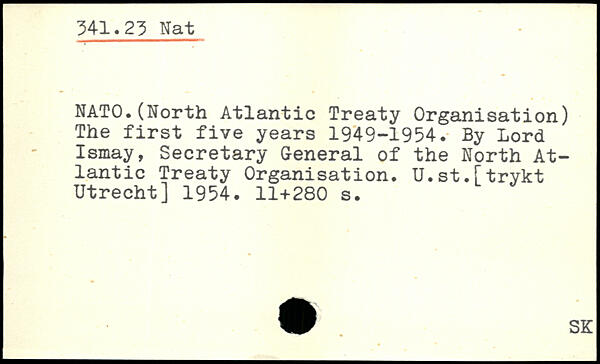 341.23 Nat
NATO.(North Atlantic Treaty Organisation)
The first five years 1949-1954. By Lord
Ismay, Secretary General of the North At-
lantic Treaty Organisation. U.st.[trykt
Utrecht] 1954. 11+280 s.
SK